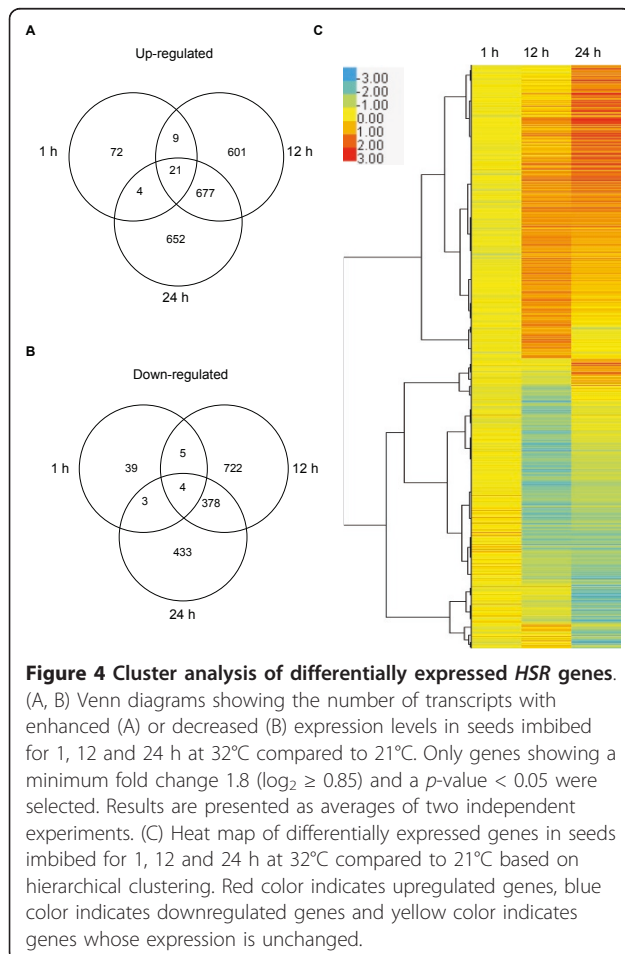 A
Up-regulated
1 h
72
9
601
12 h
21
4
677
652
24 h
B
Down-regulated
1 h
39
5
722
12 h
4
3
378
433
24 h
C
1 h 12 h 24 h
-3.00
-2.00
-1.00
0.00
1.00
2.00
3.00
Figure 4 Cluster analysis of differentially expressed HSR genes.
(A, B) Venn diagrams showing the number of transcripts with
enhanced (A) or decreased (B) expression levels in seeds imbibed
for 1, 12 and 24 h at 32°C compared to 21°C. Only genes showing a
minimum fold change 1.8 (log₂ ≥ 0.85) and a p-value < 0.05 were
selected. Results are presented as averages of two independent
experiments. (C) Heat map of differentially expressed genes in seeds
imbibed for 1, 12 and 24 h at 32°C compared to 21°C based on
hierarchical clustering. Red color indicates upregulated genes, blue
color indicates downregulated genes and yellow color indicates
genes whose expression is unchanged.